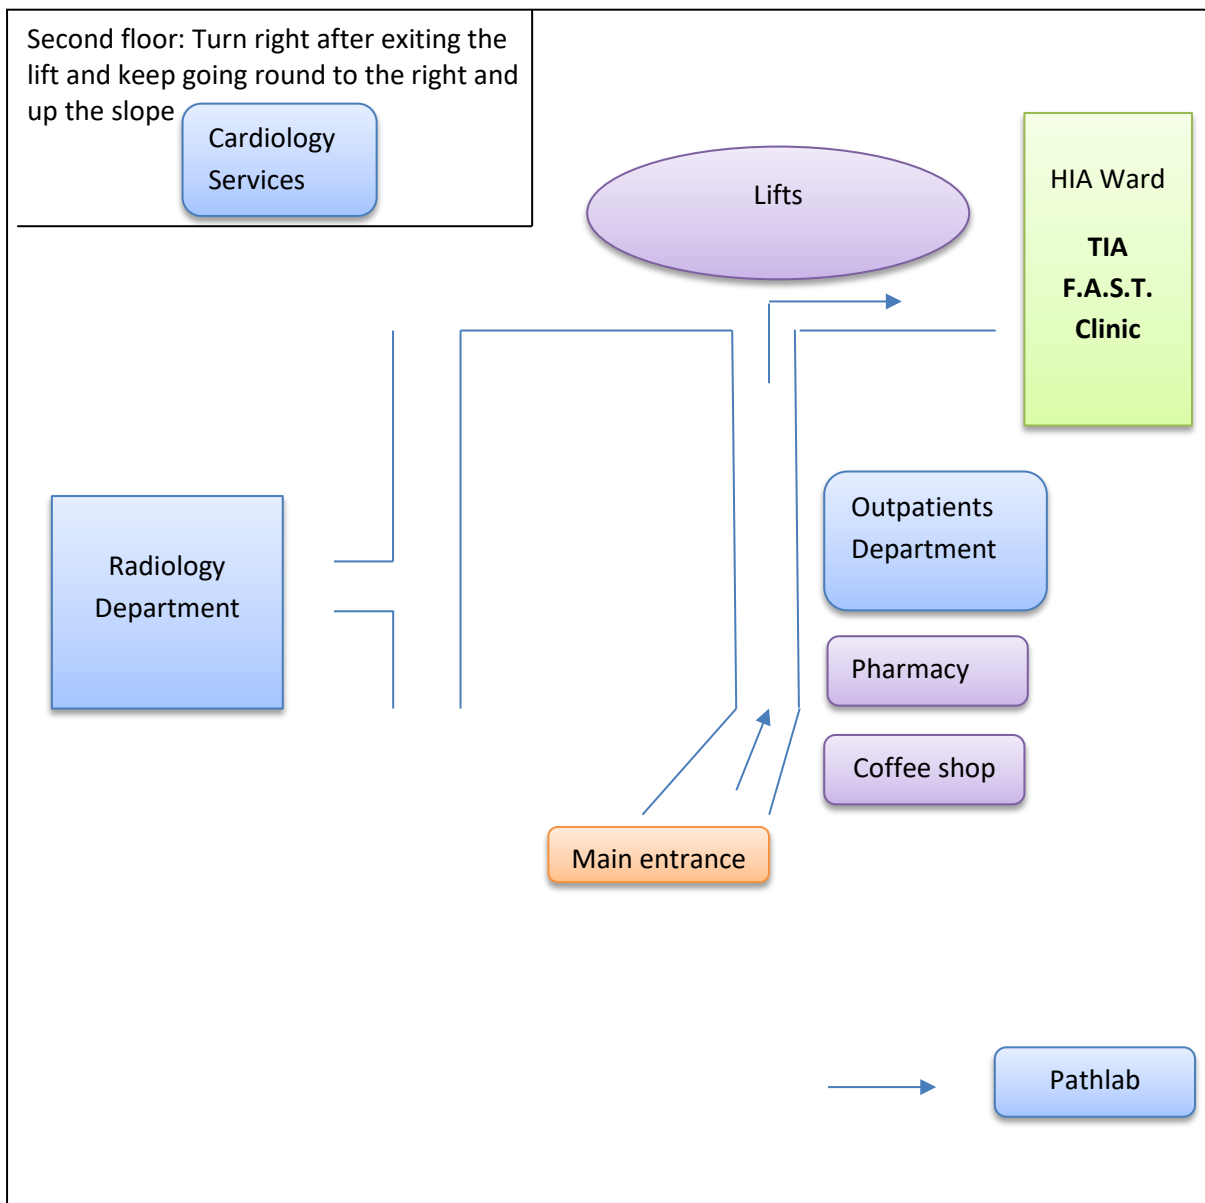 Second floor: Turn right after exiting the
lift and keep going round to the right and
up the slope
Cardiology
Services
Lifts
HIA Ward
TIA
F.A.S.T.
Clinic
Outpatients
Department
Radiology
Department
Pharmacy
Coffee shop
Main entrance
Pathlab